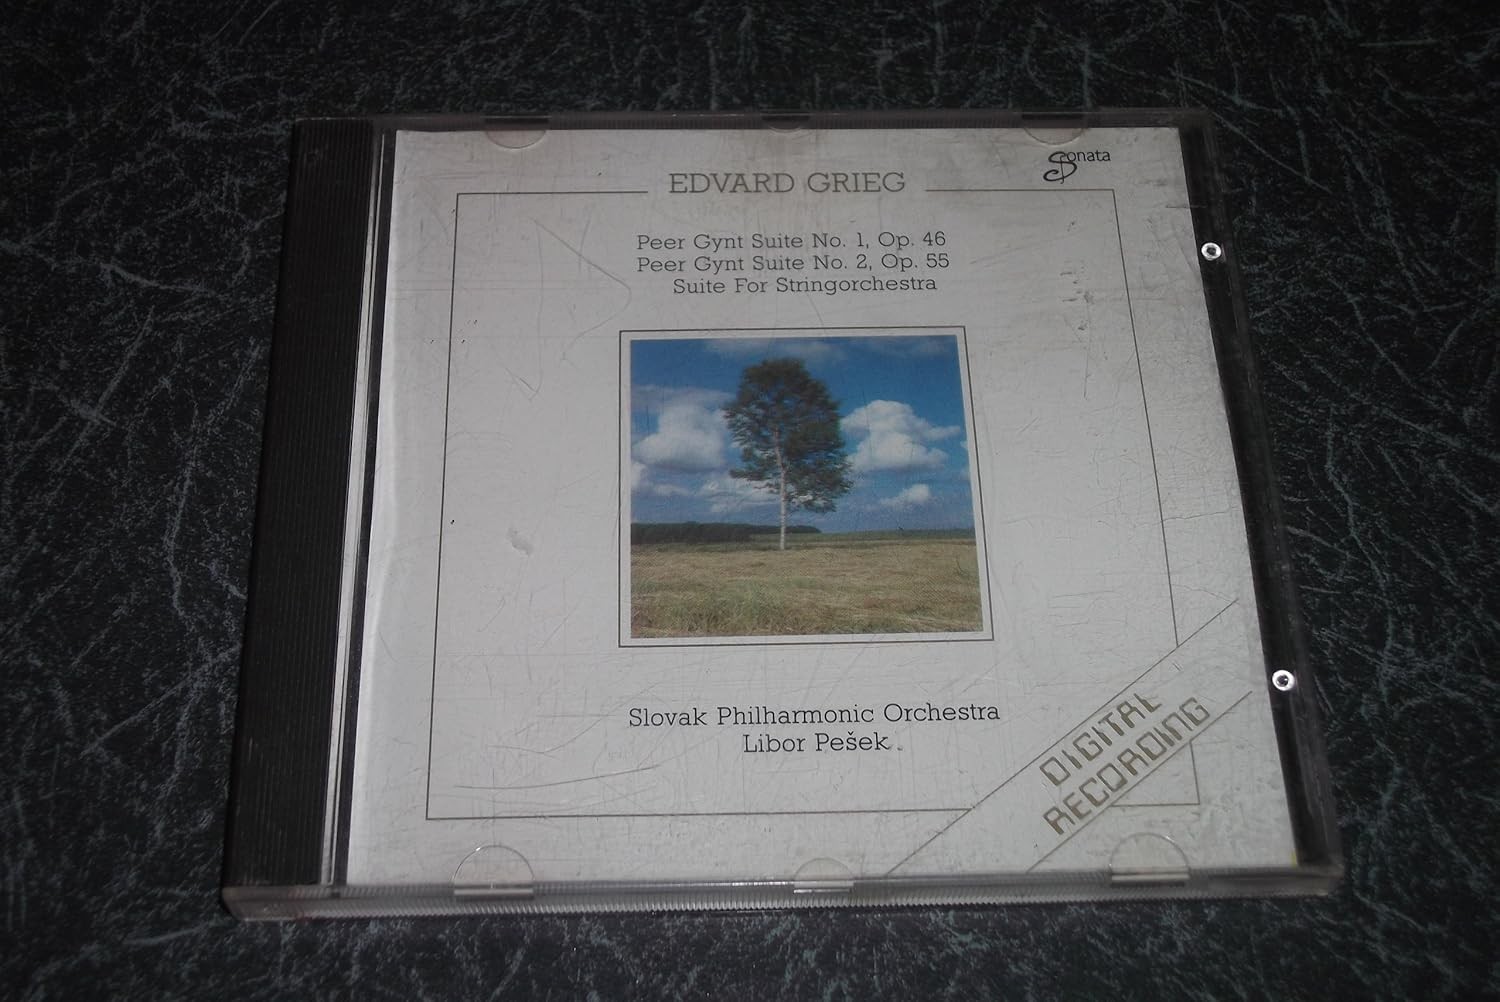 Sonata
EDVARD GRIEG
Peer Gynt Suite No. 1, Op. 46
Peer Gynt Suite No. 2, Op. 55
Suite For Stringorchestra
Slovak Philharmonic Orchestra
Libor Pešek
DIGITAL
RECORDING